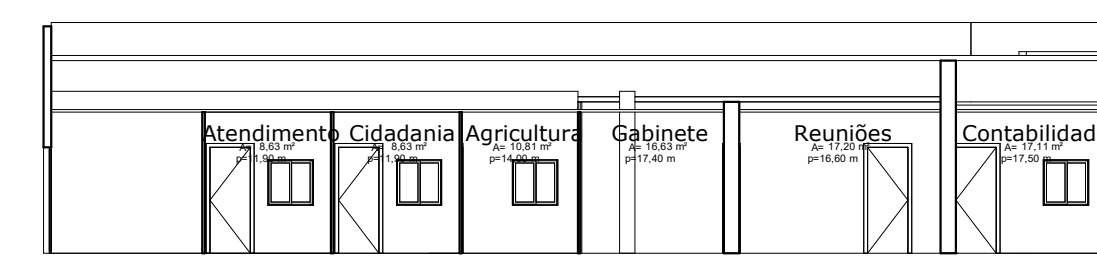 Atendimento
A= 8,63 m²
p=11,90 m
Cidadania
A= 8,63 m²
p=11,90 m
Agricultura
A= 10,81 m²
p=14,00 m
Gabinete
A= 16,63 m²
p=17,40 m
Reuniões
A= 17,20 m²
p=16,60 m
Contabilidad
A= 17,11 m²
p=17,50 m